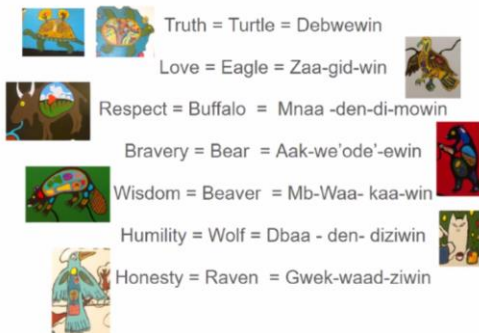 Truth = Turtle = Debwewin
Love = Eagle = Zaa-gid-win
Respect = Buffalo = Mnaa -den-di-mowin
Bravery = Bear = Aak-we'ode'-ewin
Wisdom = Beaver = Mb-Waa- kaa-win
Humility = Wolf = Dbaa - den- diziwin
Honesty = Raven = Gwek-waad-ziwin